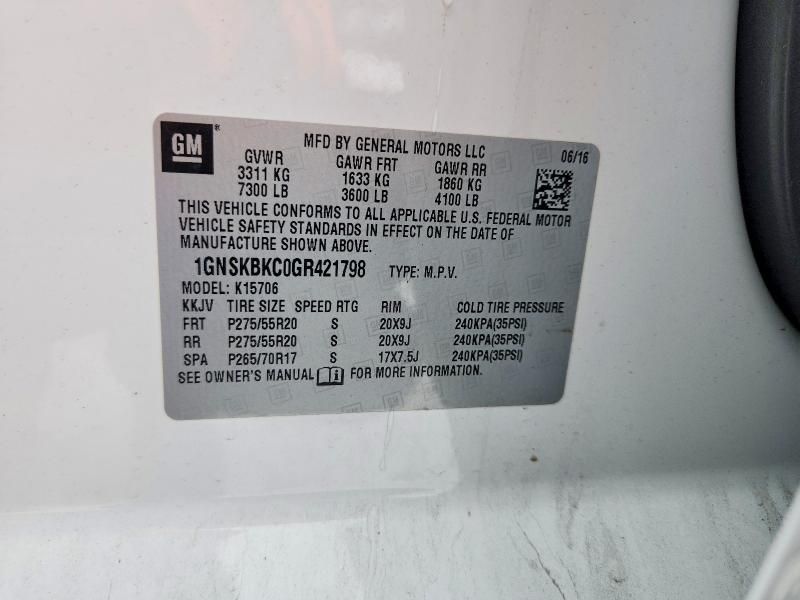 GM ®
MFD BY GENERAL MOTORS LLC 06/16
GVWR GAWR FRT GAWR RR
3311 KG 1633 KG 1860 KG
7300 LB 3600 LB 4100 LB
THIS VEHICLE CONFORMS TO ALL APPLICABLE U.S. FEDERAL MOTOR
VEHICLE SAFETY STANDARDS IN EFFECT ON THE DATE OF
MANUFACTURE SHOWN ABOVE.
1GNSKBKC0GR421798 TYPE: M.P.V.
MODEL: K15706
KKJV TIRE SIZE SPEED RTG RIM COLD TIRE PRESSURE
FRT P275/55R20 S 20X9J 240KPA(35PSI)
RR P275/55R20 S 20X9J 240KPA(35PSI)
SPA P265/70R17 S 17X7.5J 240KPA(35PSI)
SEE OWNER'S MANUAL FOR MORE INFORMATION.